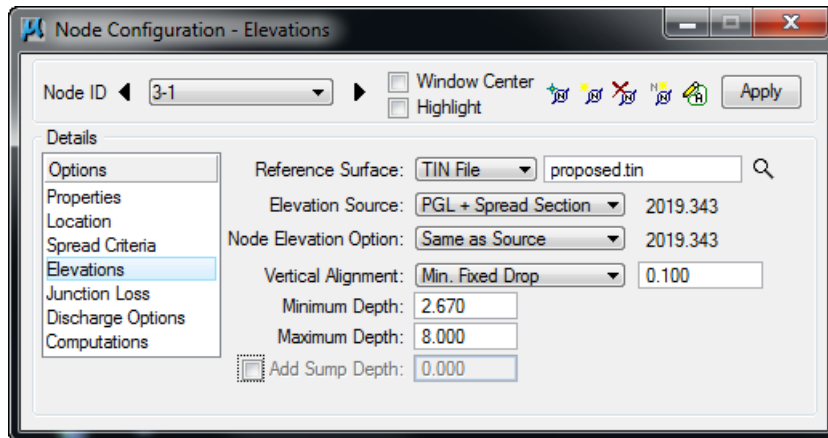 Node Configuration - Elevations
Node ID 3-1 Window Center Apply
Highlight
Details
Options
Properties
Location
Spread Criteria
Elevations
Junction Loss
Discharge Options
Computations
Reference Surface: TIN File proposed.tin
Elevation Source: PGL + Spread Section 2019.343
Node Elevation Option: Same as Source 2019.343
Vertical Alignment: Min. Fixed Drop 0.100
Minimum Depth: 2.670
Maximum Depth: 8.000
Add Sump Depth: 0.000